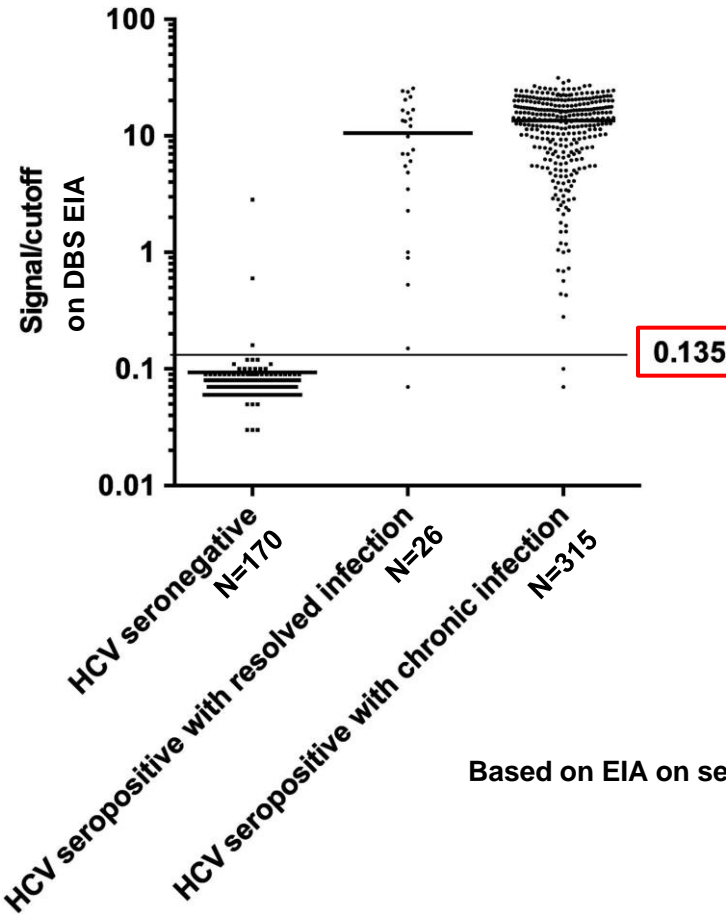 Signal/cutoff
on DBS EIA
100
10
1
0.1
0.01
0.135
HCV seronegative
N=170
HCV seropositive with resolved infection
N=26
HCV seropositive with chronic infection
N=315
Based on EIA on se